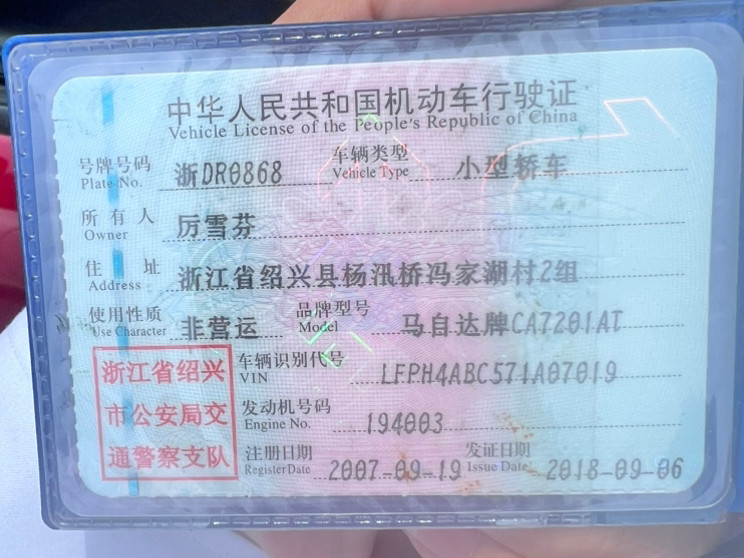 中华人民共和国机动车行驶证
Vehicle License of the People's Republic of China
号牌号码 浙DR0868 车辆类型 小型轿车
Plate No. Vehicle Type
所有人 厉雪芬
Owner
住址 浙江省绍兴县杨汛桥冯家湖村2组
Address
使用性质 非营运 品牌型号 马自达牌CA7201AT
Use Character Model
浙江省绍兴
市公安局交
通警察支队
车辆识别代号 LFPH4ABC571A07019
VIN
发动机号码 194003
Engine No.
注册日期 2007-09-19 发证日期 2018-09-06
Register Date Issue Date